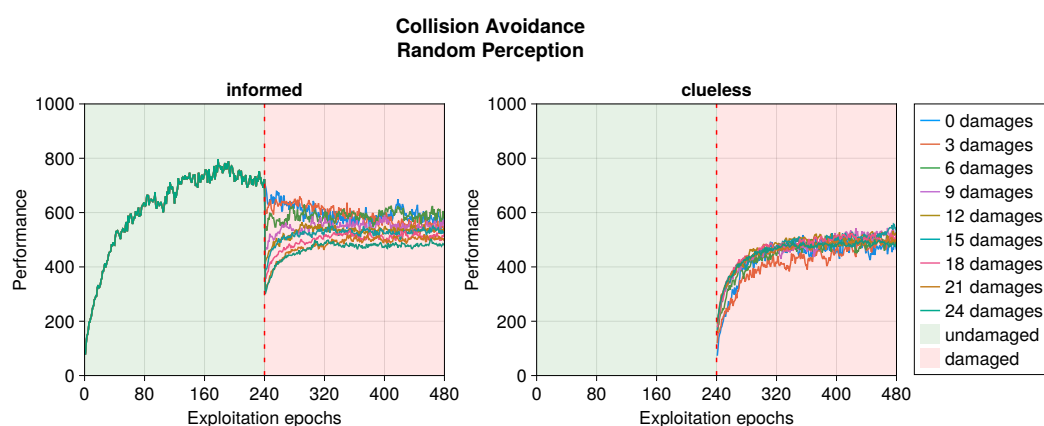 Collision Avoidance
Random Perception
informed
clueless
1000
800
600
400
200
0
Performance
0
80
160
240
320
400
480
Exploitation epochs
1000
800
600
400
200
0
Performance
0
80
160
240
320
400
480
Exploitation epochs
0 damages
3 damages
6 damages
9 damages
12 damages
15 damages
18 damages
21 damages
24 damages
undamaged
damaged